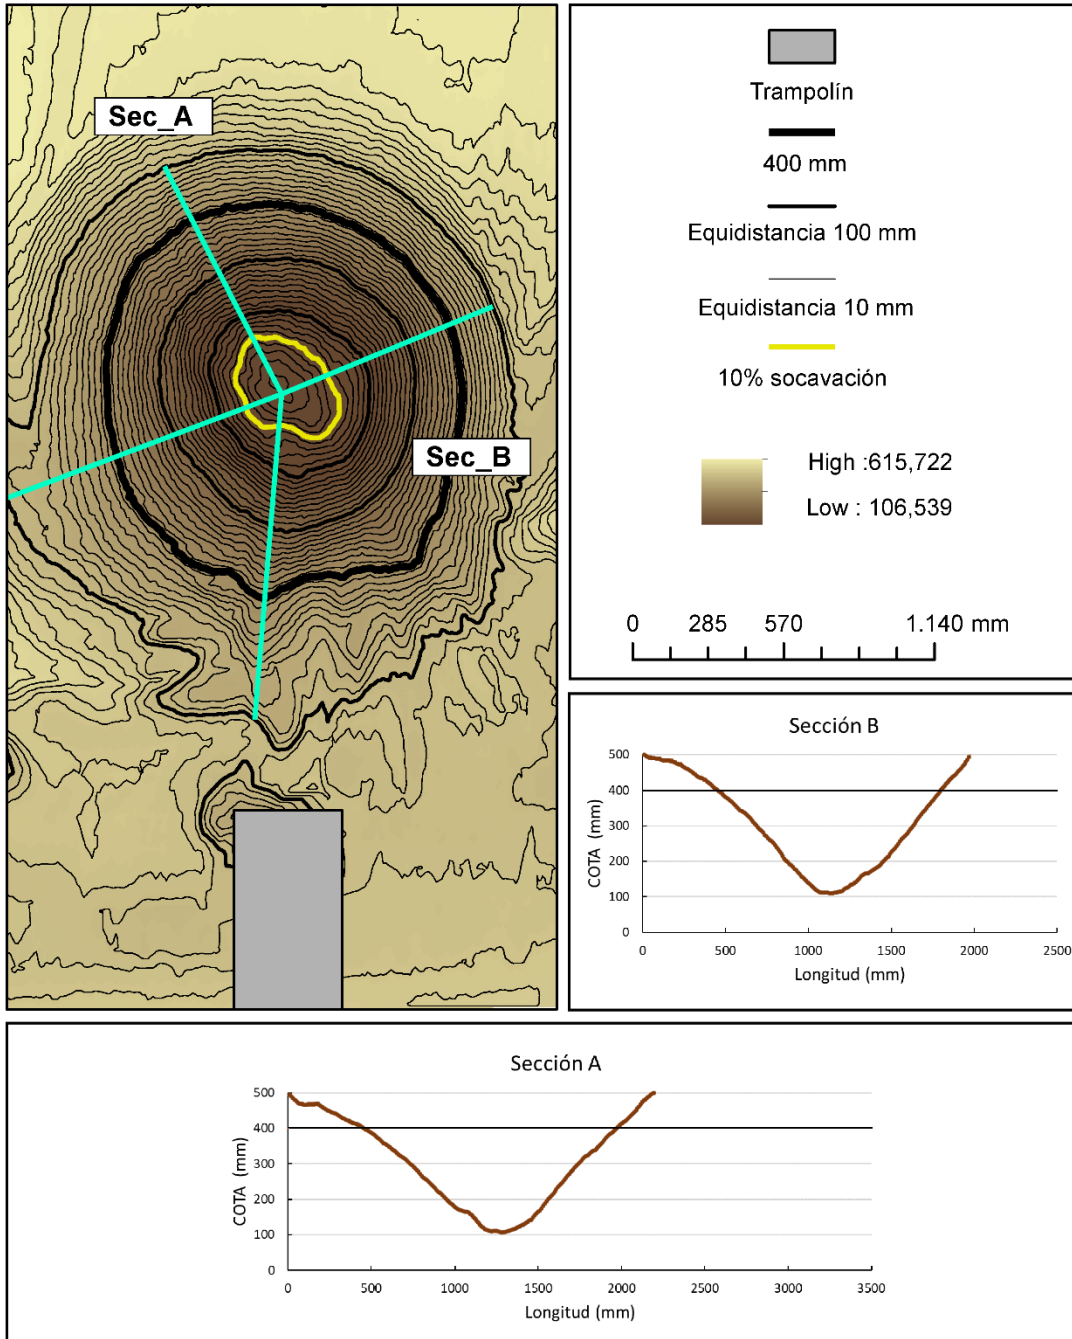 Sec_A
Sec_B
Trampolín
400 mm
Equidistancia 100 mm
Equidistancia 10 mm
10% socavación
High :615,722
Low : 106,539
0 285 570 1.140 mm
Sección B
COTA (mm)
500
400
300
200
100
0
0 500 1000 1500 2000 2500
Longitud (mm)
Sección A
COTA (mm)
500
400
300
200
100
0
0 500 1000 1500 2000 2500 3000 3500
Longitud (mm)